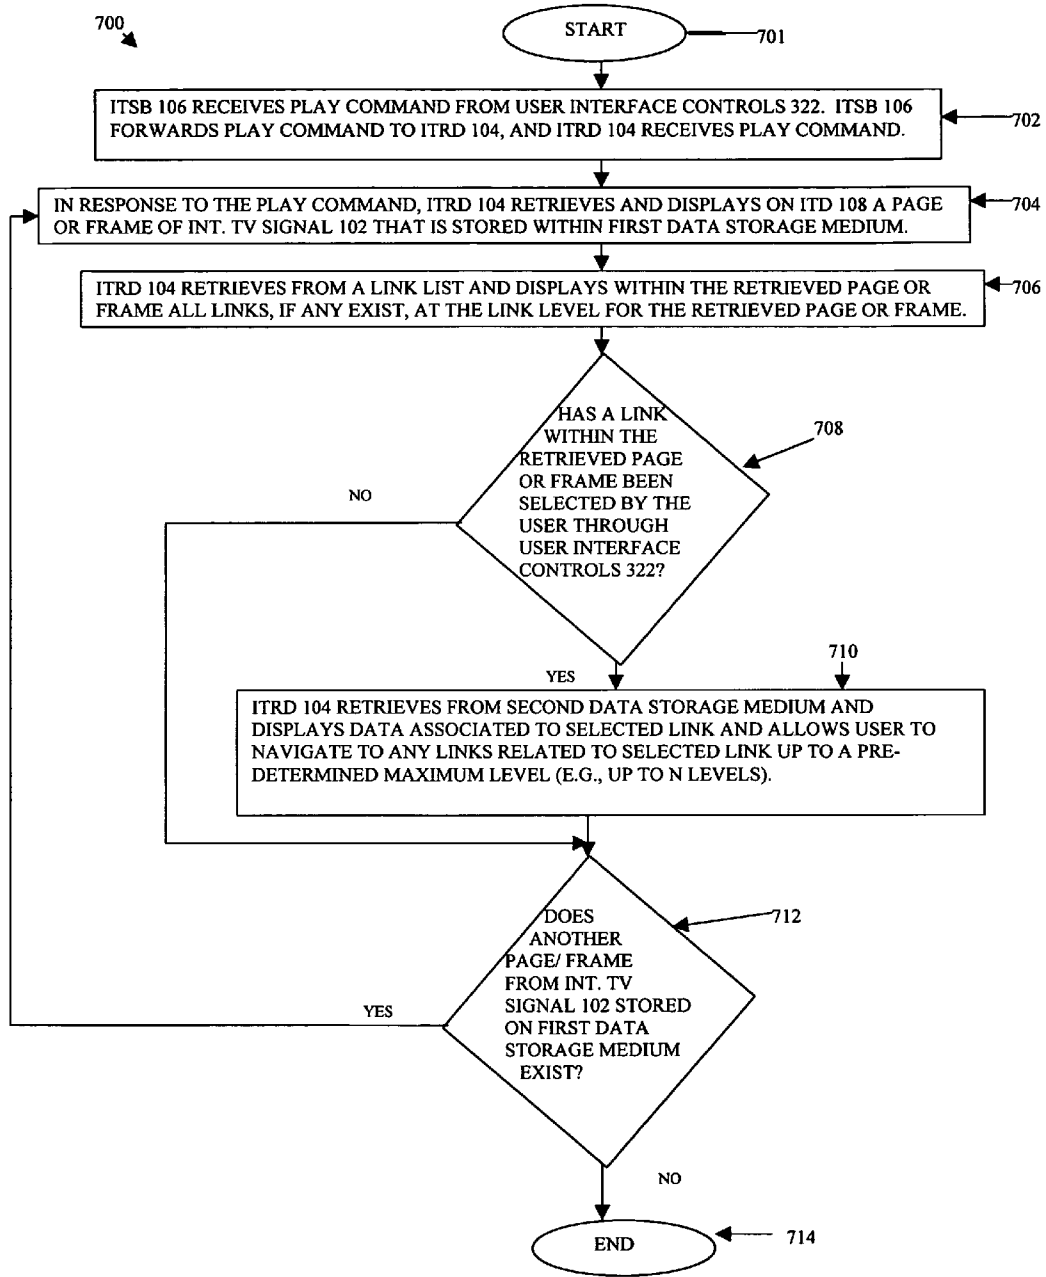 700
START
701
ITSB 106 RECEIVES PLAY COMMAND FROM USER INTERFACE CONTROLS 322. ITSB 106
FORWARDS PLAY COMMAND TO ITRD 104, AND ITRD 104 RECEIVES PLAY COMMAND.
702
IN RESPONSE TO THE PLAY COMMAND, ITRD 104 RETRIEVES AND DISPLAYS ON ITD 108 A PAGE
OR FRAME OF INT. TV SIGNAL 102 THAT IS STORED WITHIN FIRST DATA STORAGE MEDIUM.
704
ITRD 104 RETRIEVES FROM A LINK LIST AND DISPLAYS WITHIN THE RETRIEVED PAGE OR
FRAME ALL LINKS, IF ANY EXIST, AT THE LINK LEVEL FOR THE RETRIEVED PAGE OR FRAME.
706
HAS A LINK
WITHIN THE
RETRIEVED PAGE
OR FRAME BEEN
SELECTED BY THE
USER THROUGH
USER INTERFACE
CONTROLS 322?
708
NO
YES
710
ITRD 104 RETRIEVES FROM SECOND DATA STORAGE MEDIUM AND
DISPLAYS DATA ASSOCIATED TO SELECTED LINK AND ALLOWS USER TO
NAVIGATE TO ANY LINKS RELATED TO SELECTED LINK UP TO A PRE-
DETERMINED MAXIMUM LEVEL (E.G., UP TO N LEVELS).
DOES
ANOTHER
PAGE/ FRAME
FROM INT. TV
SIGNAL 102 STORED
ON FIRST DATA
STORAGE MEDIUM
EXIST?
712
YES
NO
END
714